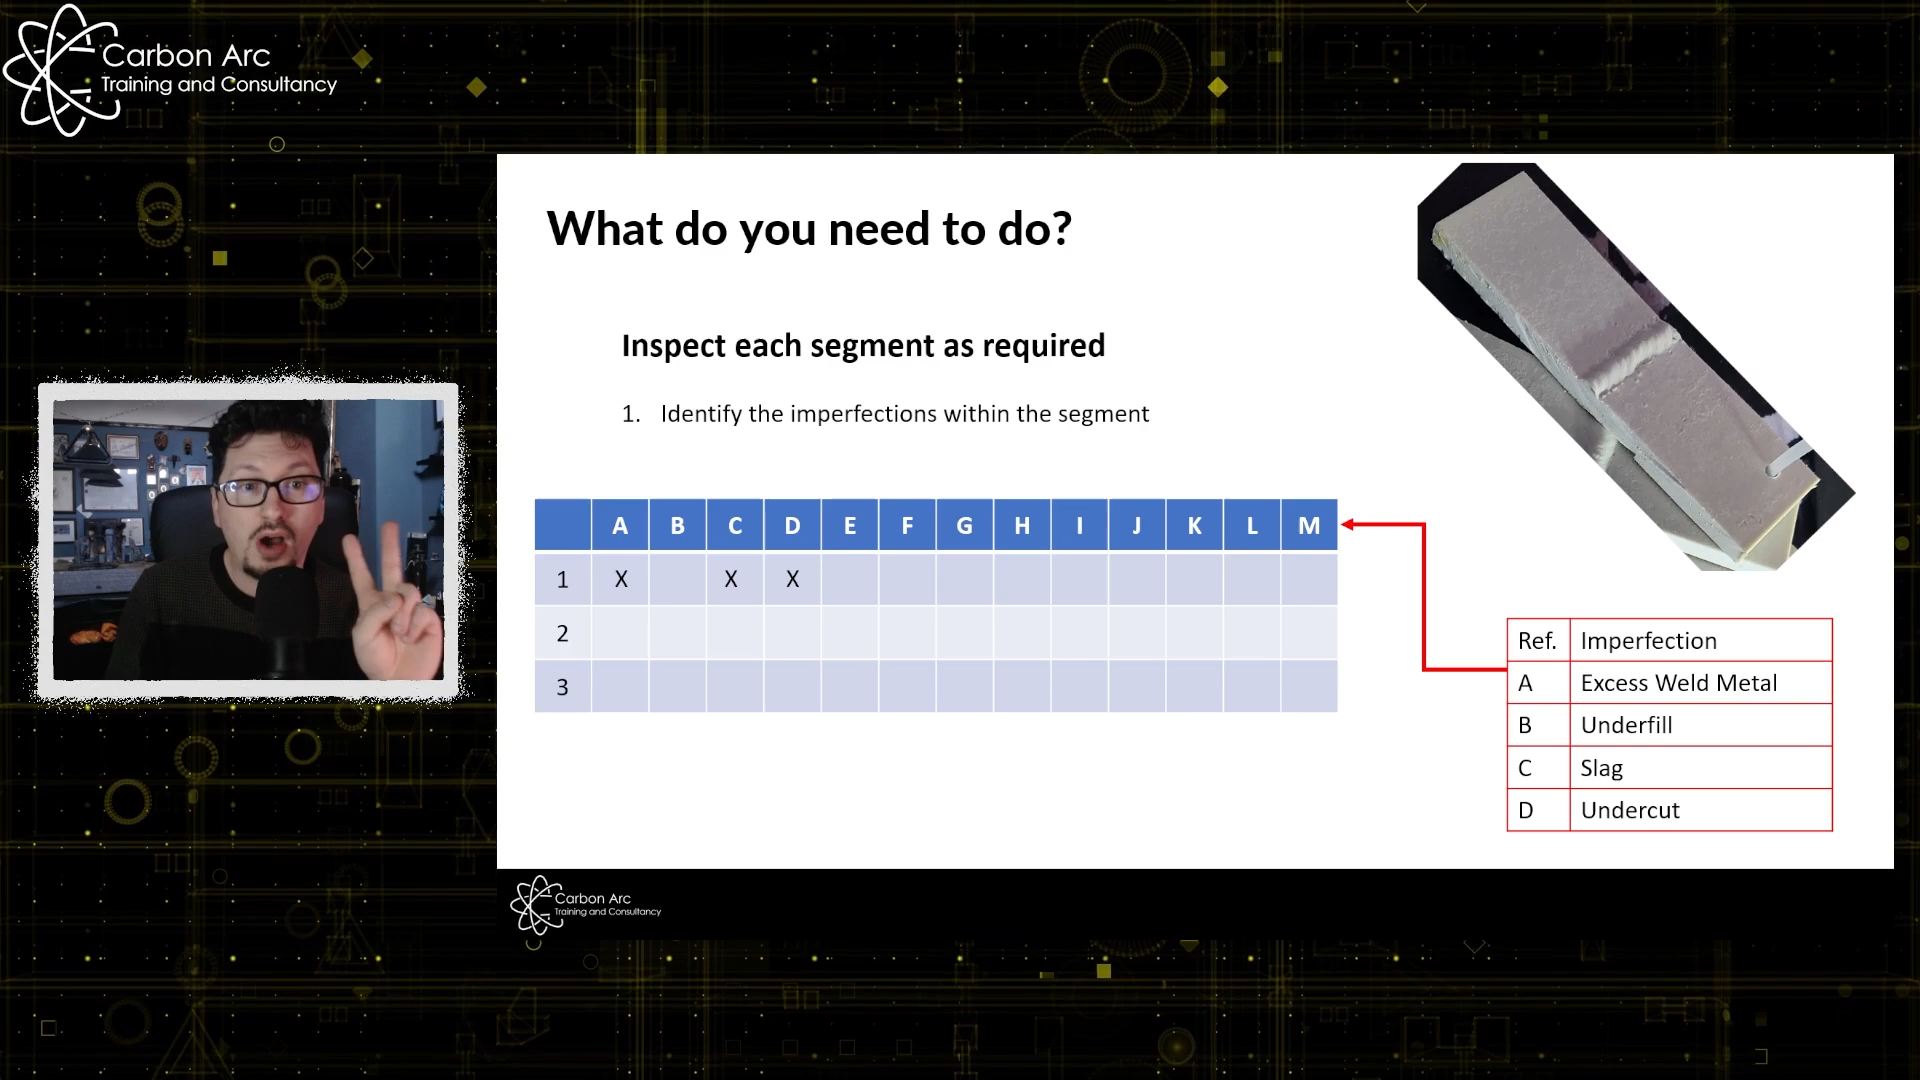 Carbon Arc
Training and Consultancy
What do you need to do?
Inspect each segment as required
1. Identify the imperfections within the segment
A B C D E F G H I J K L M
1 X X X
2
3
Ref. Imperfection
A Excess Weld Metal
B Underfill
C Slag
D Undercut
Carbon Arc
Training and Consultancy